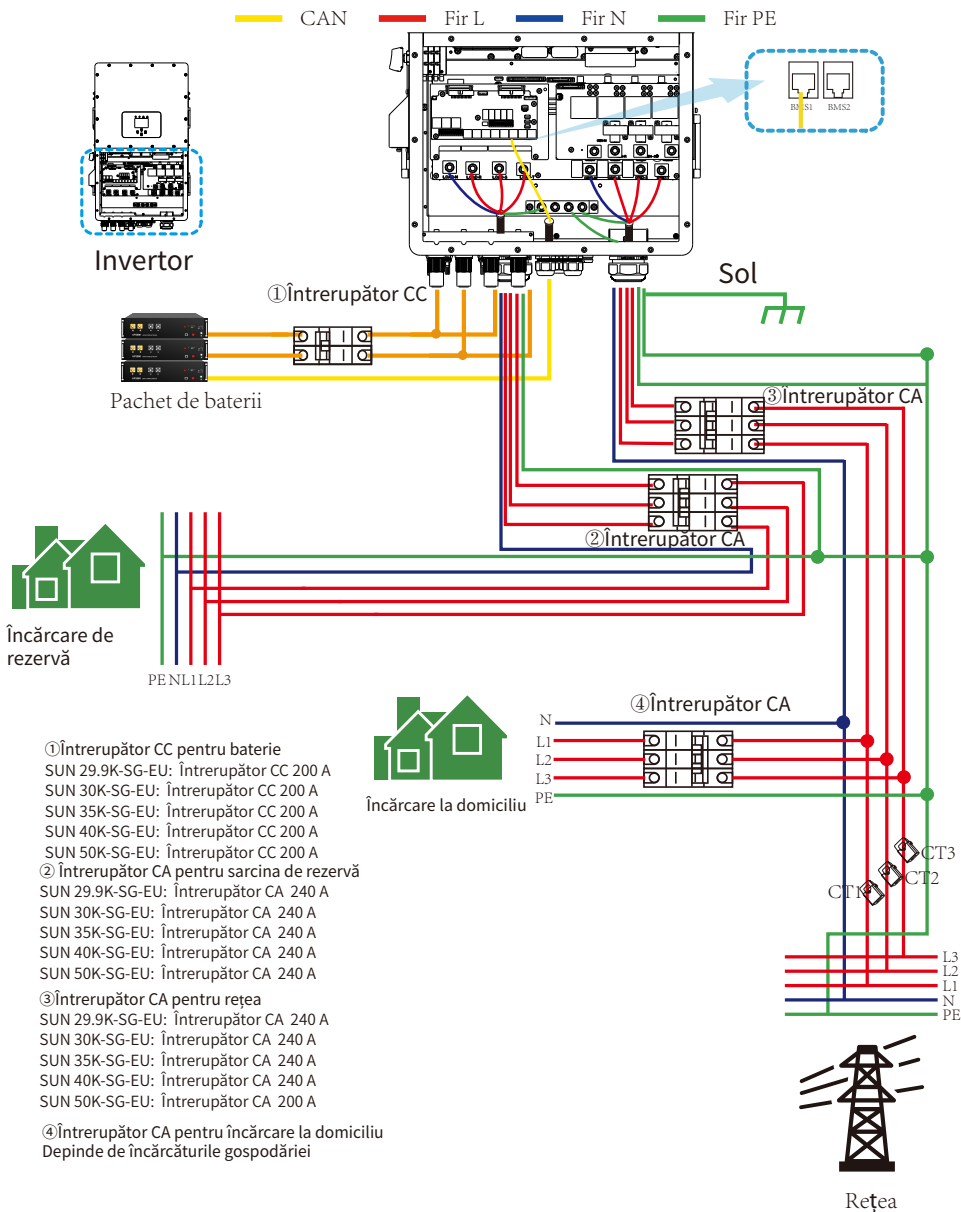 CAN Fir L Fir N Fir PE
BMS1 BMS2
Invertor
Sol
①Întrerupător CC
Pachet de baterii
③Întrerupător CA
②Întrerupător CA
Încărcare de
rezervă
PE N L1 L2 L3
④Întrerupător CA
N
L1
L2
L3
PE
Încărcare la domiciliu
①Întrerupător CC pentru baterie
SUN 29.9K-SG-EU: Întrerupător CC 200 A
SUN 30K-SG-EU: Întrerupător CC 200 A
SUN 35K-SG-EU: Întrerupător CC 200 A
SUN 40K-SG-EU: Întrerupător CC 200 A
SUN 50K-SG-EU: Întrerupător CC 200 A
② Întrerupător CA pentru sarcina de rezervă
SUN 29.9K-SG-EU: Întrerupător CA 240 A
SUN 30K-SG-EU: Întrerupător CA 240 A
SUN 35K-SG-EU: Întrerupător CA 240 A
SUN 40K-SG-EU: Întrerupător CA 240 A
SUN 50K-SG-EU: Întrerupător CA 240 A
③Întrerupător CA pentru rețea
SUN 29.9K-SG-EU: Întrerupător CA 240 A
SUN 30K-SG-EU: Întrerupător CA 240 A
SUN 35K-SG-EU: Întrerupător CA 240 A
SUN 40K-SG-EU: Întrerupător CA 240 A
SUN 50K-SG-EU: Întrerupător CA 200 A
④Întrerupător CA pentru încărcare la domiciliu
Depinde de încărcăturile gospodăriei
CT3
CT2
CT1
L3
L2
L1
N
PE
Rețea